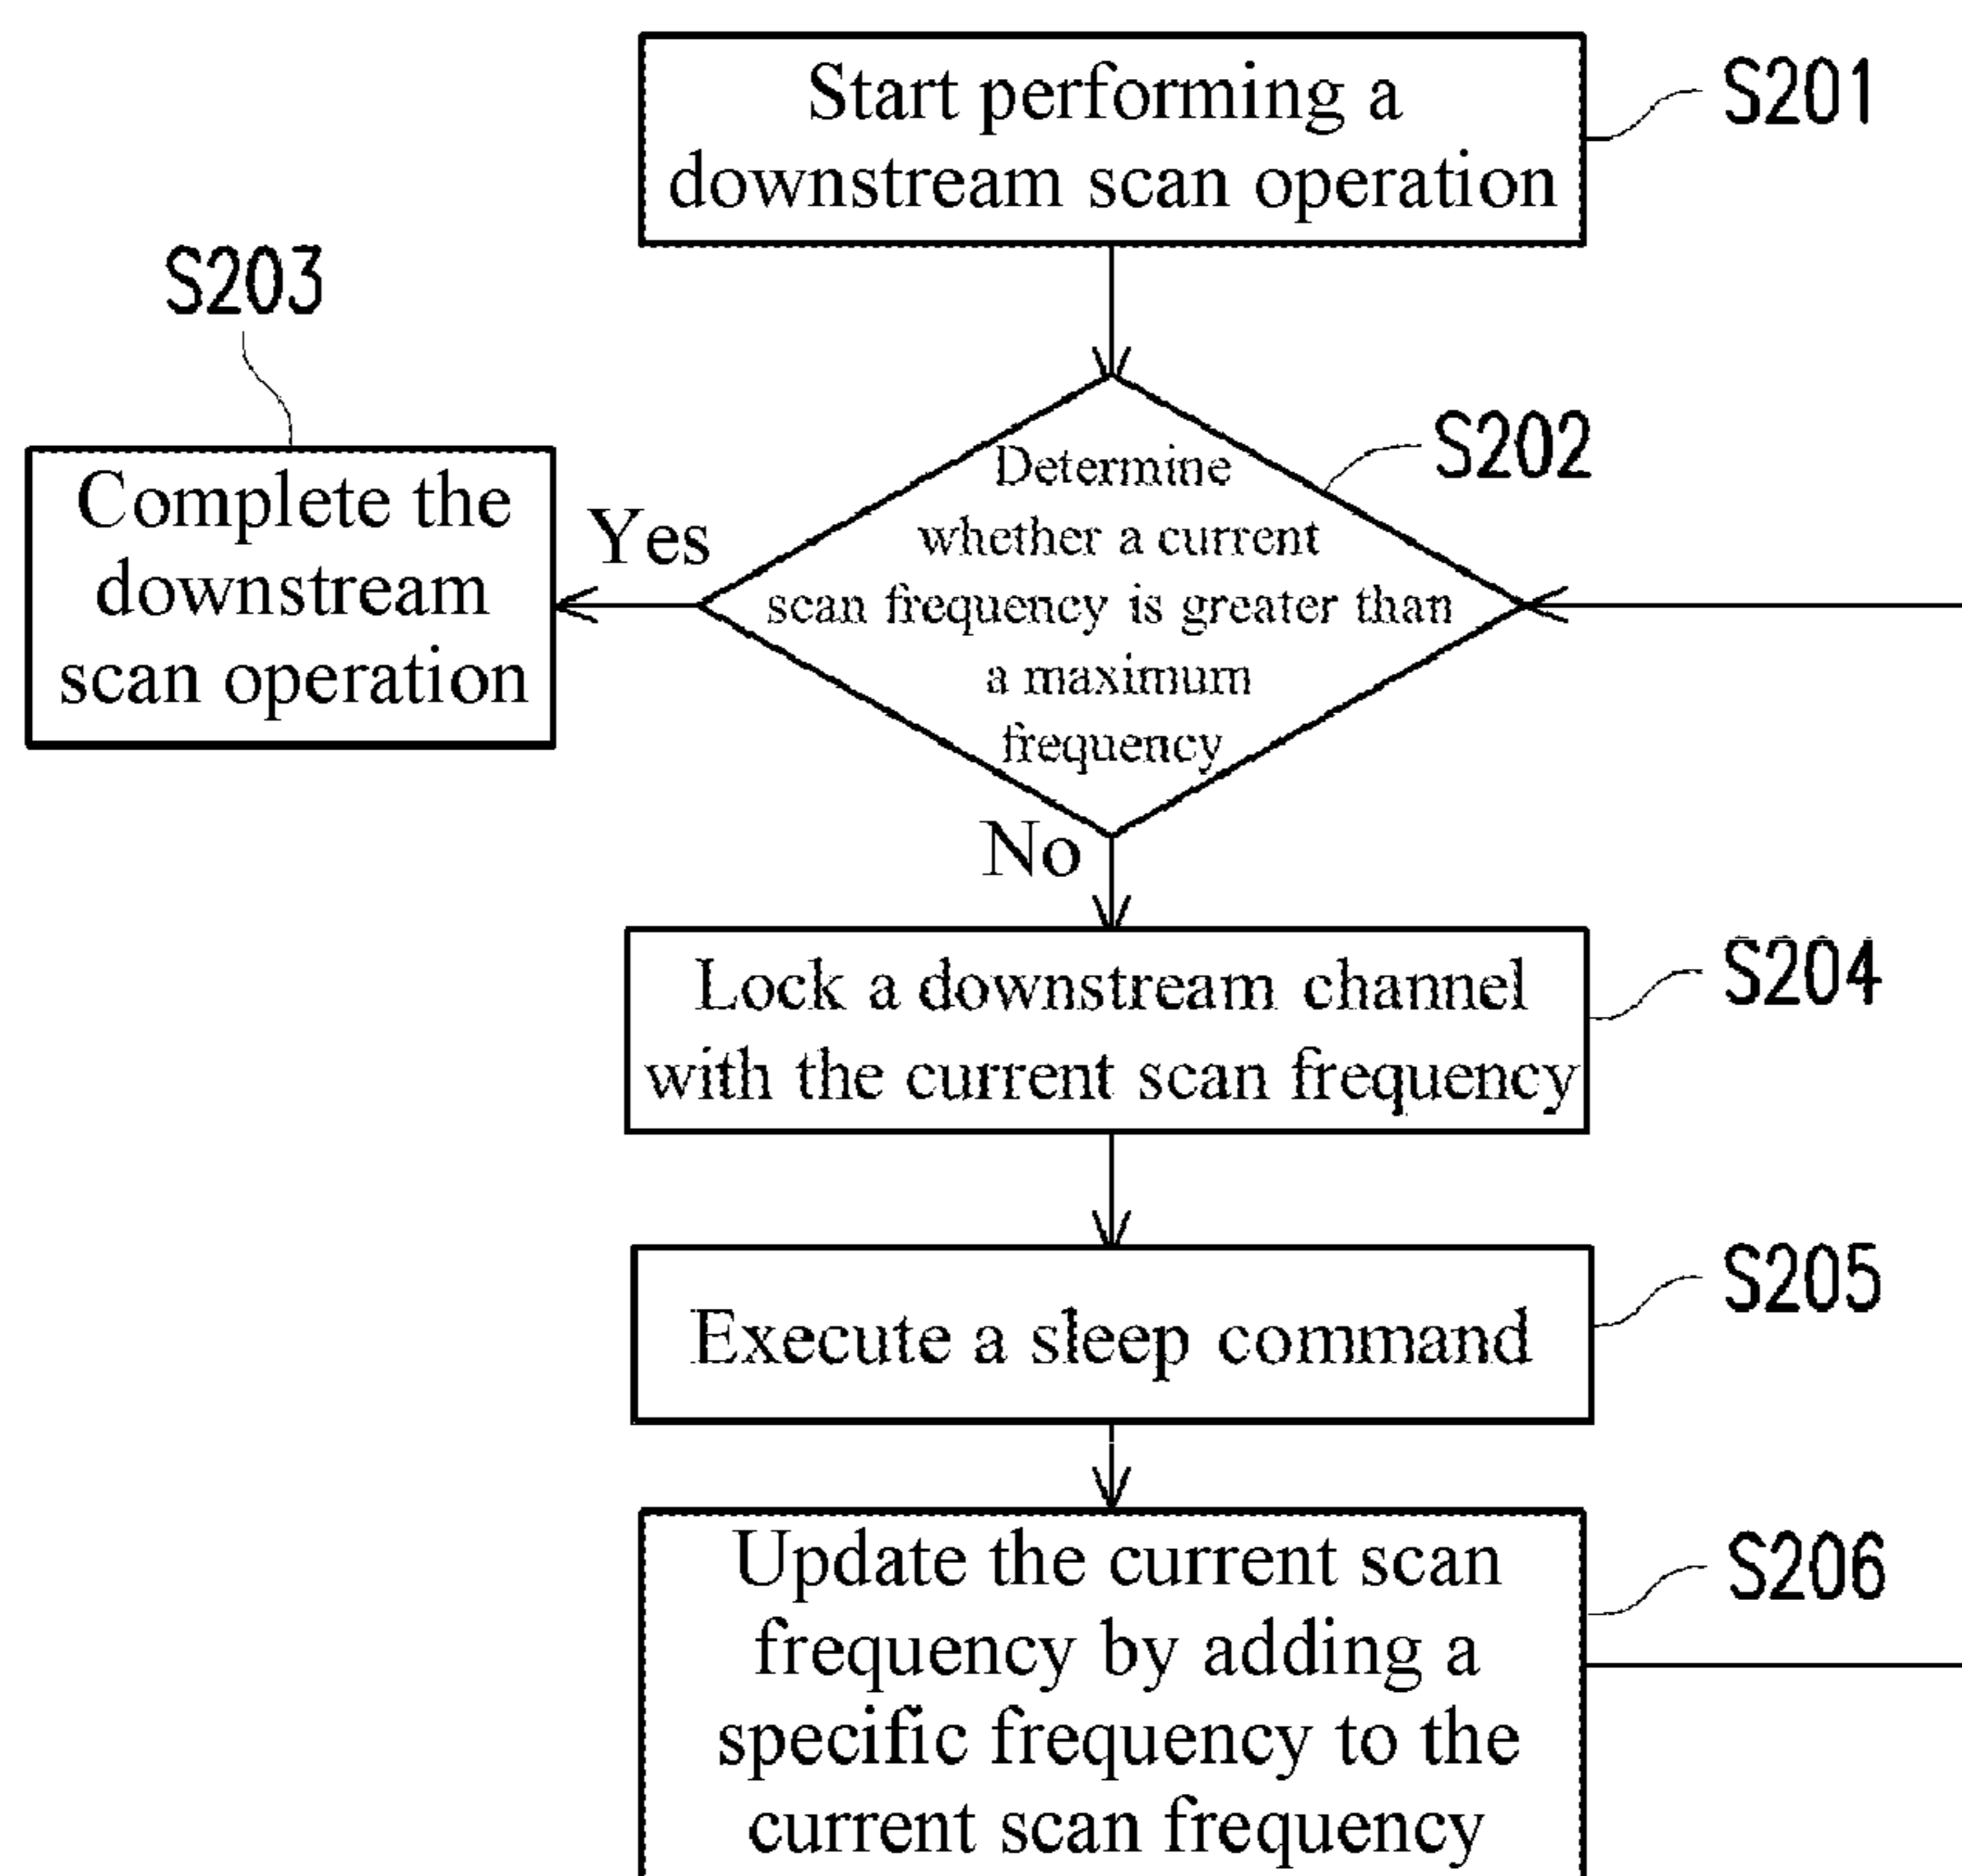 Start performing a
downstream scan operation
S201
S203
Complete the
downstream
scan operation
Yes
Determine
whether a current
scan frequency is greater than
a maximum
frequency
S202
No
Lock a downstream channel
with the current scan frequency
S204
Execute a sleep command
S205
Update the current scan
frequency by adding a
specific frequency to the
current scan frequency
S206